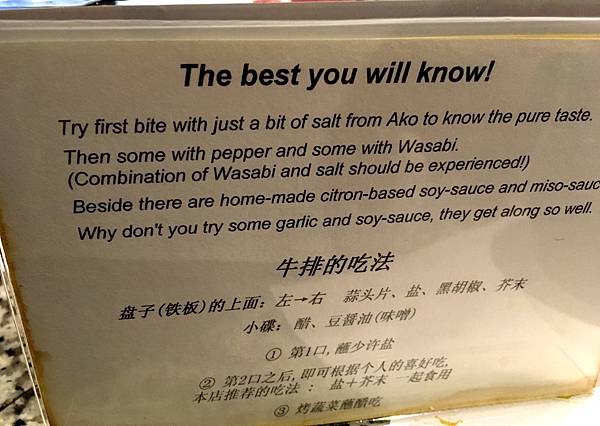 The best you will know!
Try first bite with just a bit of salt from Ako to know the pure taste.
Then some with pepper and some with Wasabi.
(Combination of Wasabi and salt should be experienced!)
Beside there are home-made citron-based soy-sauce and miso-sauc
Why don't you try some garlic and soy-sauce, they get along so well.
牛排的吃法
盘子(铁板)的上面：左→右 蒜头片、盐、黑胡椒、芥末
小碟：醋、豆酱油(味噌)
① 第1口,蘸少许盐
② 第2口之后,即可根据个人的喜好吃,
本店推荐的吃法 ： 盐＋芥末 一起食用
③ 烤蔬菜蘸醋吃